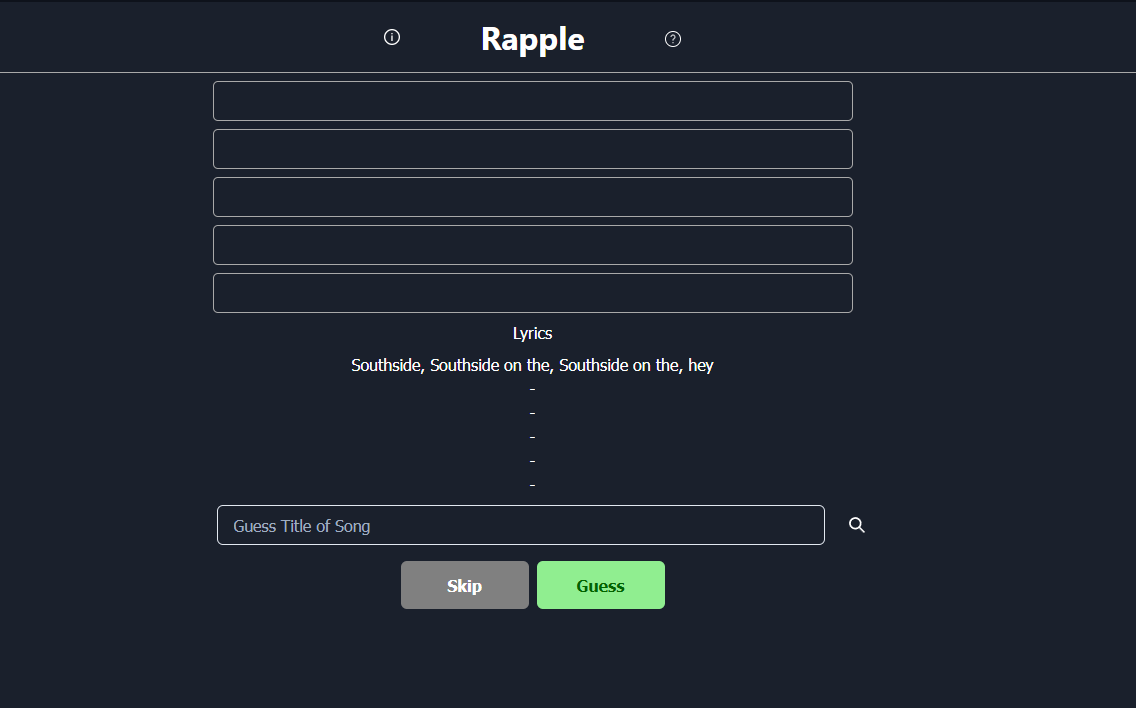 Rapple
Lyrics
Southside, Southside on the, Southside on the, hey
-
-
-
-
-
Guess Title of Song
Skip
Guess